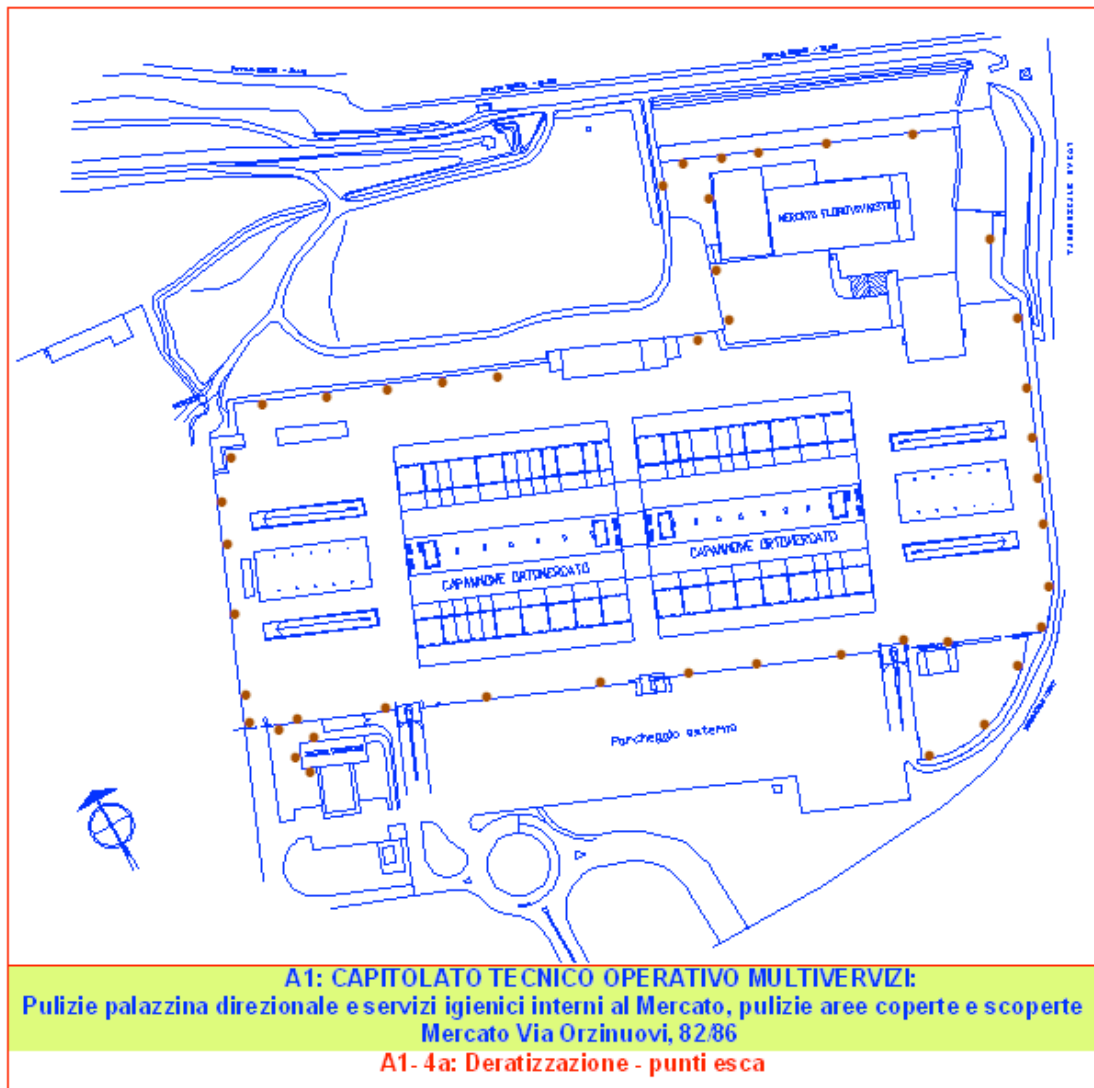 MERCATO FLOROVIVAISTICO
CAPANNONE ORTOMERCATO
CAPANNONE ORTOMERCATO
Parcheggio esterno
A1: CAPITOLATO TECNICO OPERATIVO MULTIVERVIZI:
Pulizie palazzina direzionale e servizi igienici interni al Mercato, pulizie aree coperte e scoperte
Mercato Via Orzinuovi, 82/86
A1- 4a: Deratizzazione - punti esca